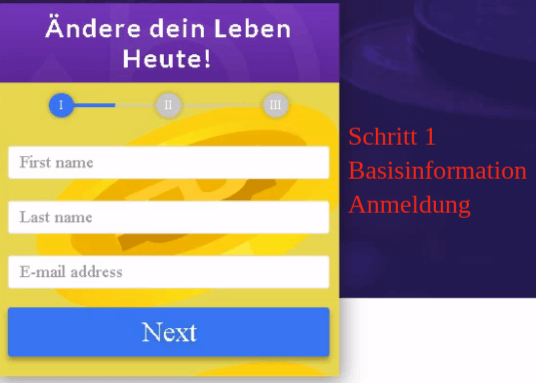 Ändere dein Leben
Heute!
I
II
III
First name
Last name
E-mail address
Next
Schritt 1
Basisinformation
Anmeldung